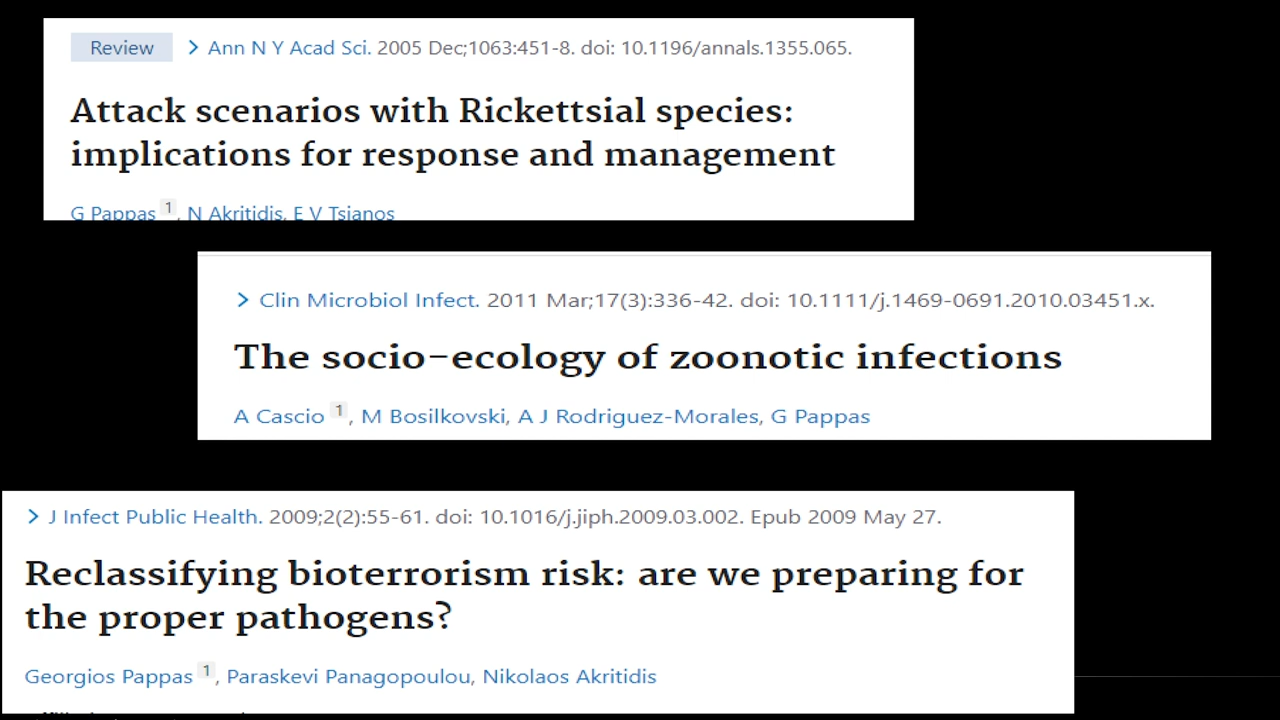 Review > Ann N Y Acad Sci. 2005 Dec;1063:451-8. doi: 10.1196/annals.1355.065.
Attack scenarios with Rickettsial species:
implications for response and management
G Pappas 1, N Akritidis, E V Tsianos
> Clin Microbiol Infect. 2011 Mar;17(3):336-42. doi: 10.1111/j.1469-0691.2010.03451.x.
The socio-ecology of zoonotic infections
A Cascio 1, M Bosilkovski, A J Rodriguez-Morales, G Pappas
> J Infect Public Health. 2009;2(2):55-61. doi: 10.1016/j.jiph.2009.03.002. Epub 2009 May 27.
Reclassifying bioterrorism risk: are we preparing for
the proper pathogens?
Georgios Pappas 1, Paraskevi Panagopoulou, Nikolaos Akritidis